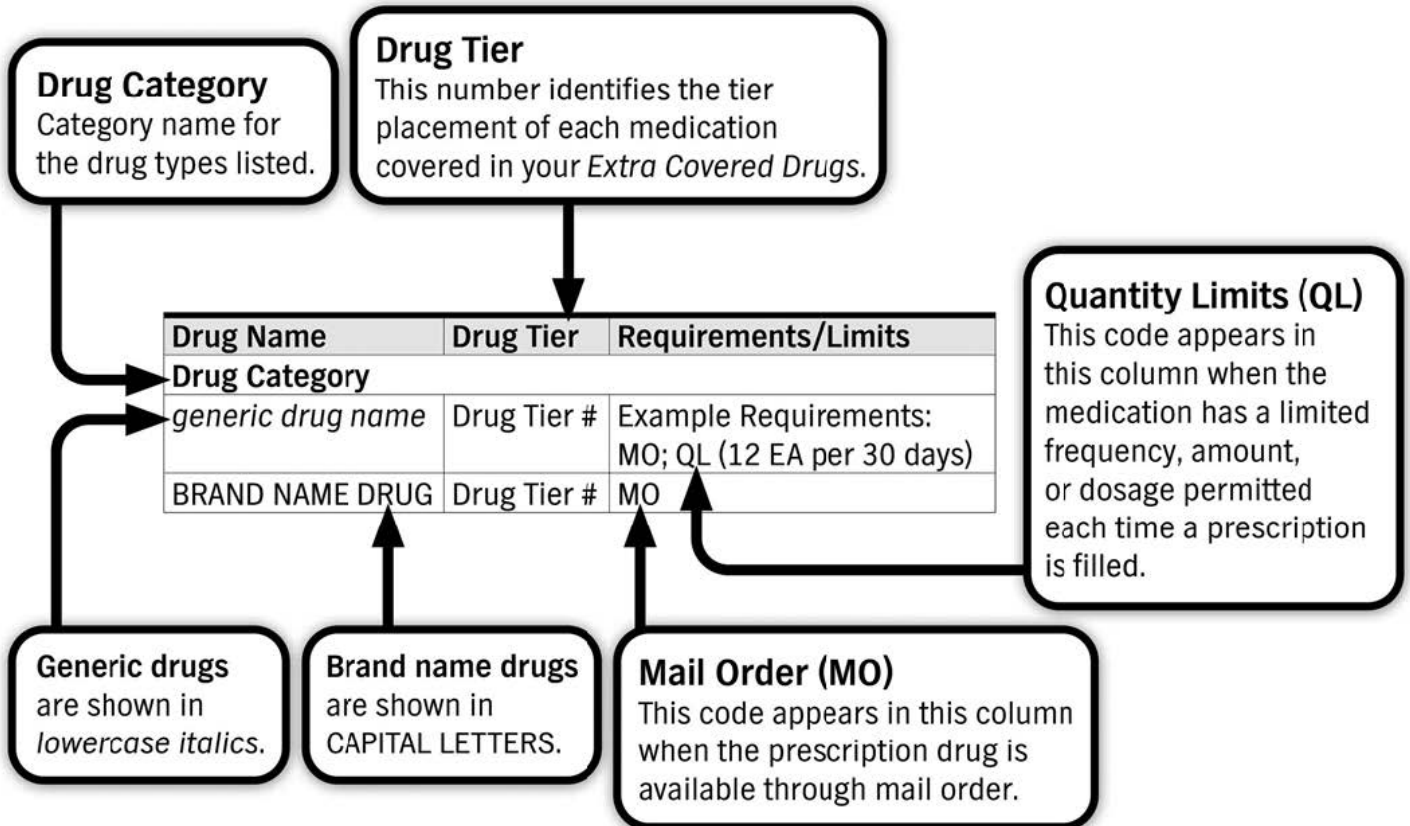 Drug Category
Category name for
the drug types listed.
Drug Tier
This number identifies the tier
placement of each medication
covered in your Extra Covered Drugs.
Drug Name Drug Tier Requirements/Limits
Drug Category
generic drug name Drug Tier # Example Requirements:
MO; QL (12 EA per 30 days)
BRAND NAME DRUG Drug Tier # MO
Quantity Limits (QL)
This code appears in
this column when the
medication has a limited
frequency, amount,
or dosage permitted
each time a prescription
is filled.
Generic drugs
are shown in
lowercase italics.
Brand name drugs
are shown in
CAPITAL LETTERS.
Mail Order (MO)
This code appears in this column
when the prescription drug is
available through mail order.